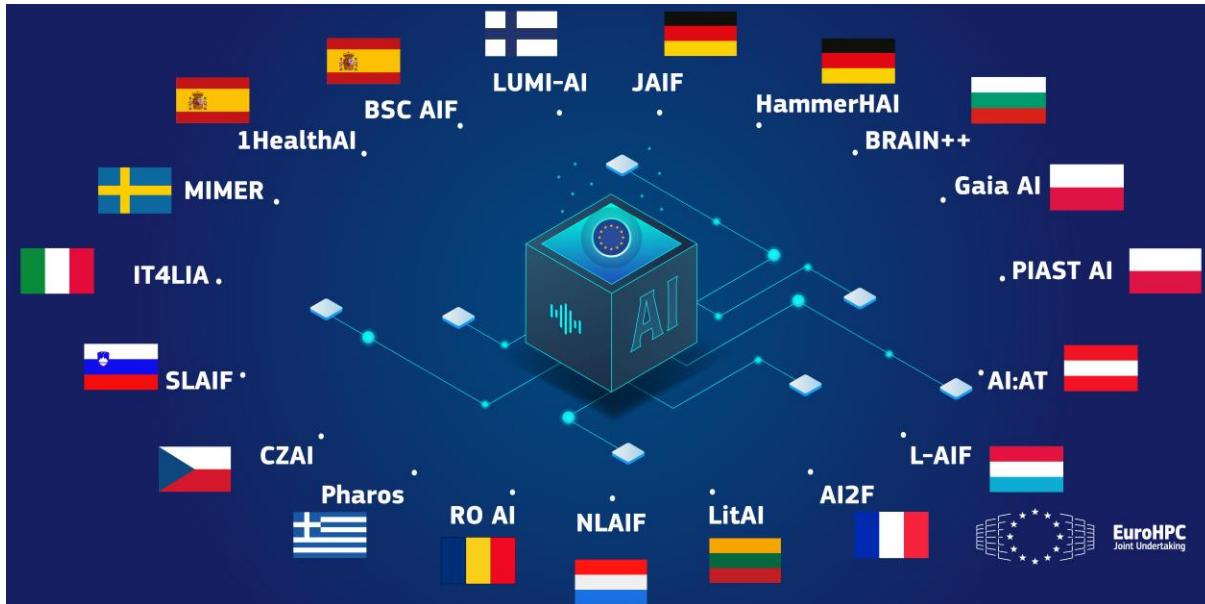 LUMI-AI
JAIF
BSC AIF
HammerHAI
1HealthAI
BRAIN++
MIMER
Gaia AI
IT4LIA
PIAST AI
AI
SLAIF
AI:AT
CZAI
L-AIF
Pharos
AI2F
RO AI
NLAIF
LitAI
EuroHPC
Joint Undertaking